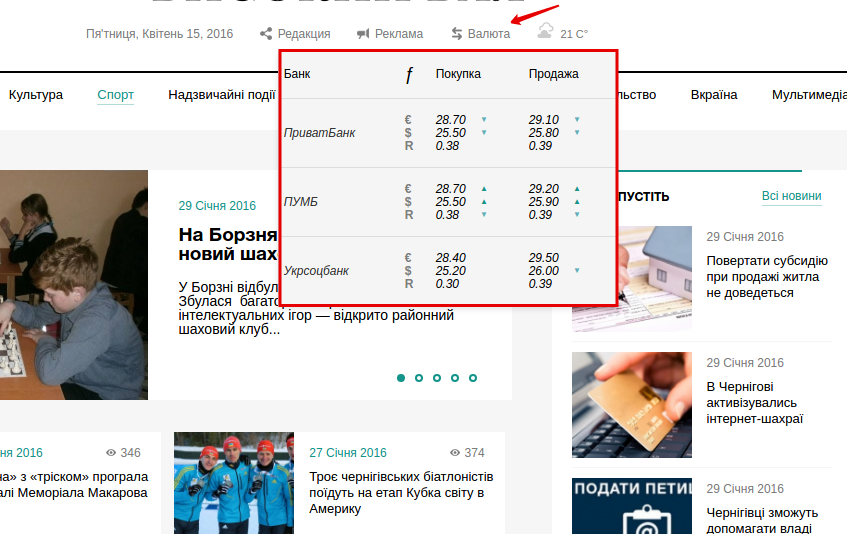 П'ятниця, Квітень 15, 2016 Редакция Реклама Валюта 21 C°
Культура Спорт Надзвичайні події Вкраїна
Банк ƒ Покупка Продажа
ПриватБанк
€ 28.70 ▼ 29.10 ▼
$ 25.50 ▼ 25.80 ▼
R 0.38 0.39
ПУМБ
€ 28.70 ▲ 29.20 ▲
$ 25.50 ▲ 25.90 ▲
R 0.38 ▼ 0.39 ▼
Укрсоцбанк
€ 28.40 29.50
$ 25.20 26.00 ▼
R 0.30 0.39
29 Січня 2016
На Борзня
новий шах
У Борзні відбул
Збулася багато
інтелектуальних ігор — відкрито районний
шаховий клуб...
ня 2016 346
на» з «тріском» програла
алі Меморіала Макарова
27 Січня 2016 374
Троє чернігівських біатлоністів
поїдуть на етап Кубка світу в
Америку
ПУСТІТЬ Всі новини
29 Січня 2016
Повертати субсидію
при продажі житла
не доведеться
29 Січня 2016
В Чернігові
активізувались
інтернет-шахраї
ПОДАТИ ПЕТИЦ
29 Січня 2016
Чернігівці зможуть
допомагати владі